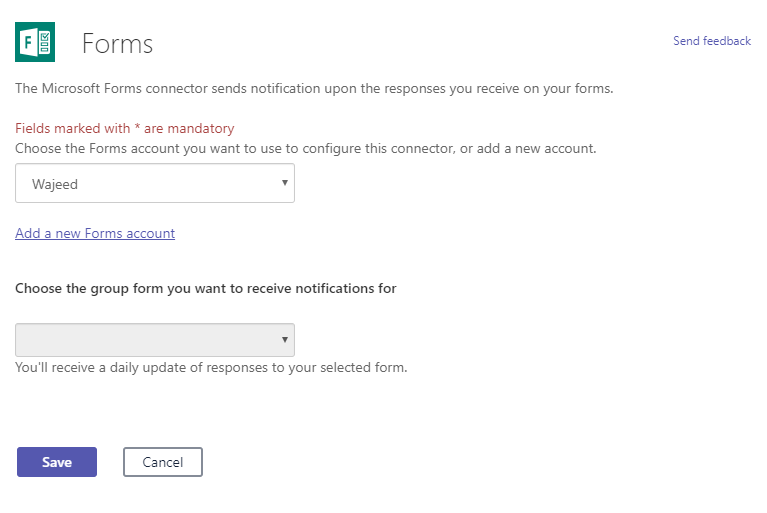 F
Forms
Send feedback
The Microsoft Forms connector sends notification upon the responses you receive on your forms.
Fields marked with * are mandatory
Choose the Forms account you want to use to configure this connector, or add a new account.
Wajeed
Add a new Forms account
Choose the group form you want to receive notifications for
You'll receive a daily update of responses to your selected form.
Save
Cancel